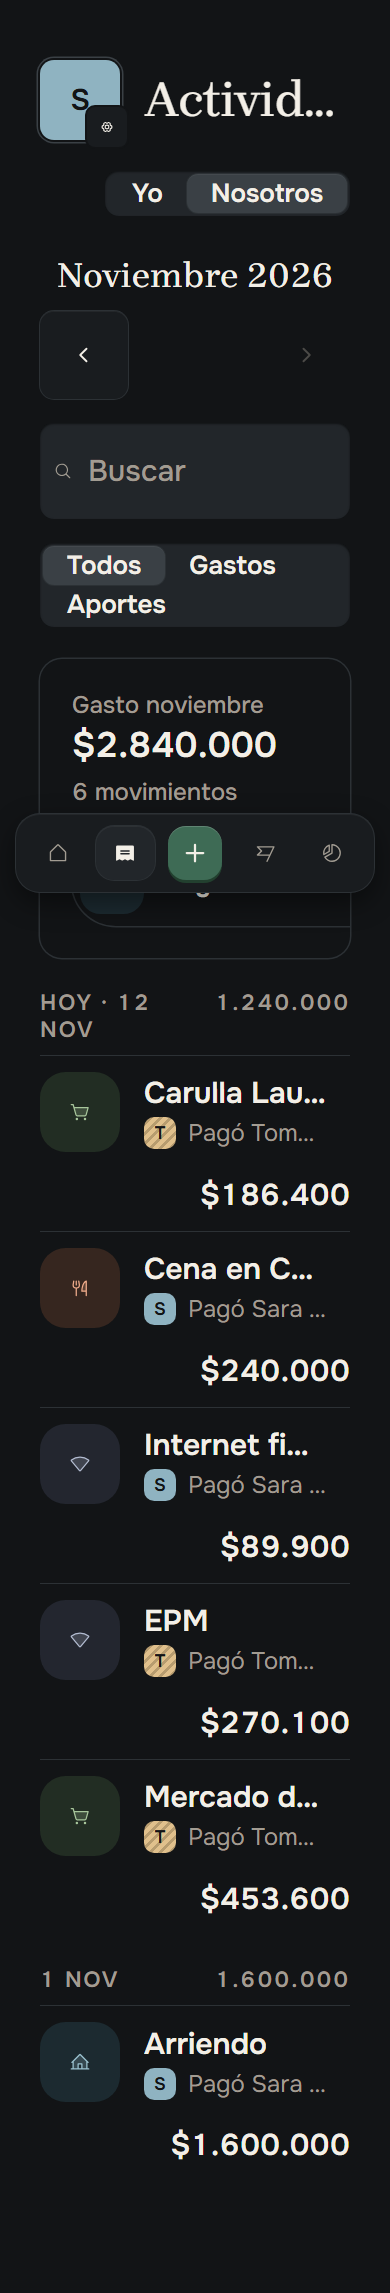 S
Activid...
Yo
Nosotros
Noviembre 2026
Buscar
Todos
Gastos
Aportes
Gasto noviembre
$2.840.000
6 movimientos
HOY · 12 NOV
1.240.000
Carulla Lau...
T Pagó Tom...
$186.400
Cena en C...
S Pagó Sara ...
$240.000
Internet fi...
S Pagó Sara ...
$89.900
EPM
T Pagó Tom...
$270.100
Mercado d...
T Pagó Tom...
$453.600
1 NOV
1.600.000
Arriendo
S Pagó Sara ...
$1.600.000